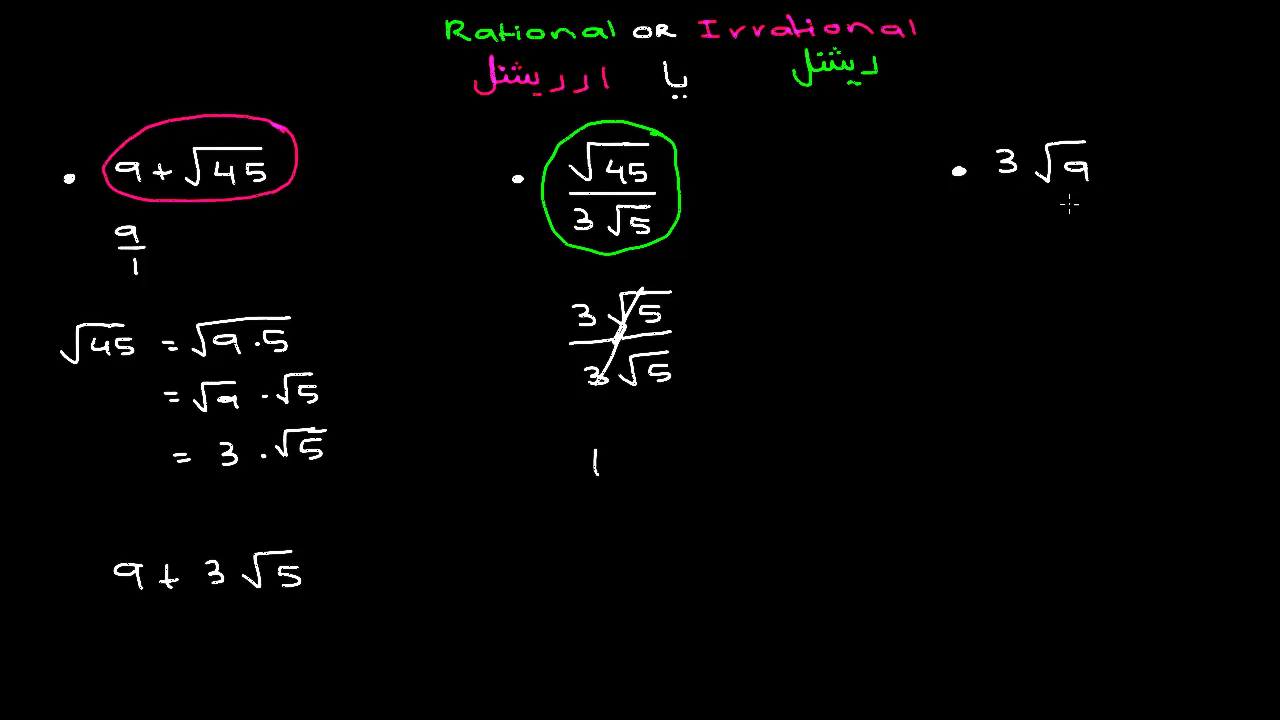 Rational OR Irrational
ریشنل یا ارریشنل
• 9 + √45
9/1
√45 = √9 · 5
= √9 · √5
= 3 · √5
9 + 3 √5
• √45 / 3 √5
3 √5 / 3 √5
1
• 3 √9